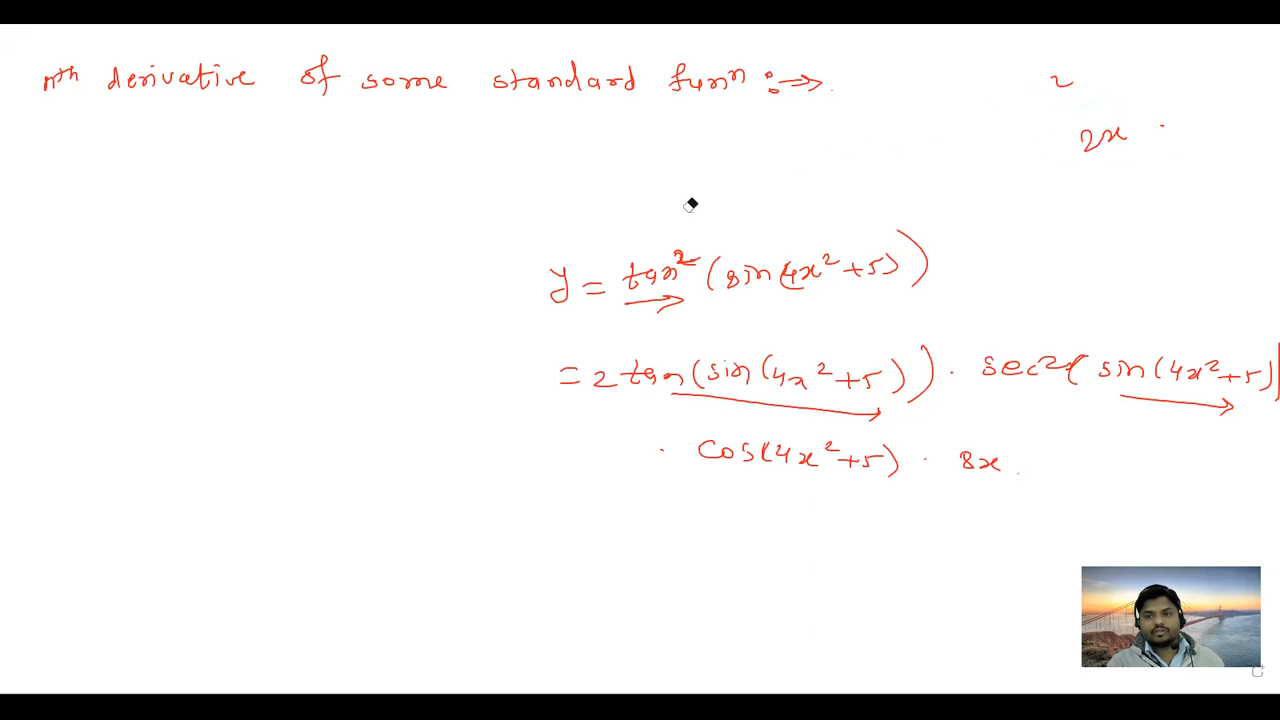 nth derivative of some standard funⁿ :→
2
2x .
y = tan² (sin(4x²+5))
= 2 tan(sin(4x²+5)) . sec²( sin(4x²+5))
. cos(4x²+5) . 8x